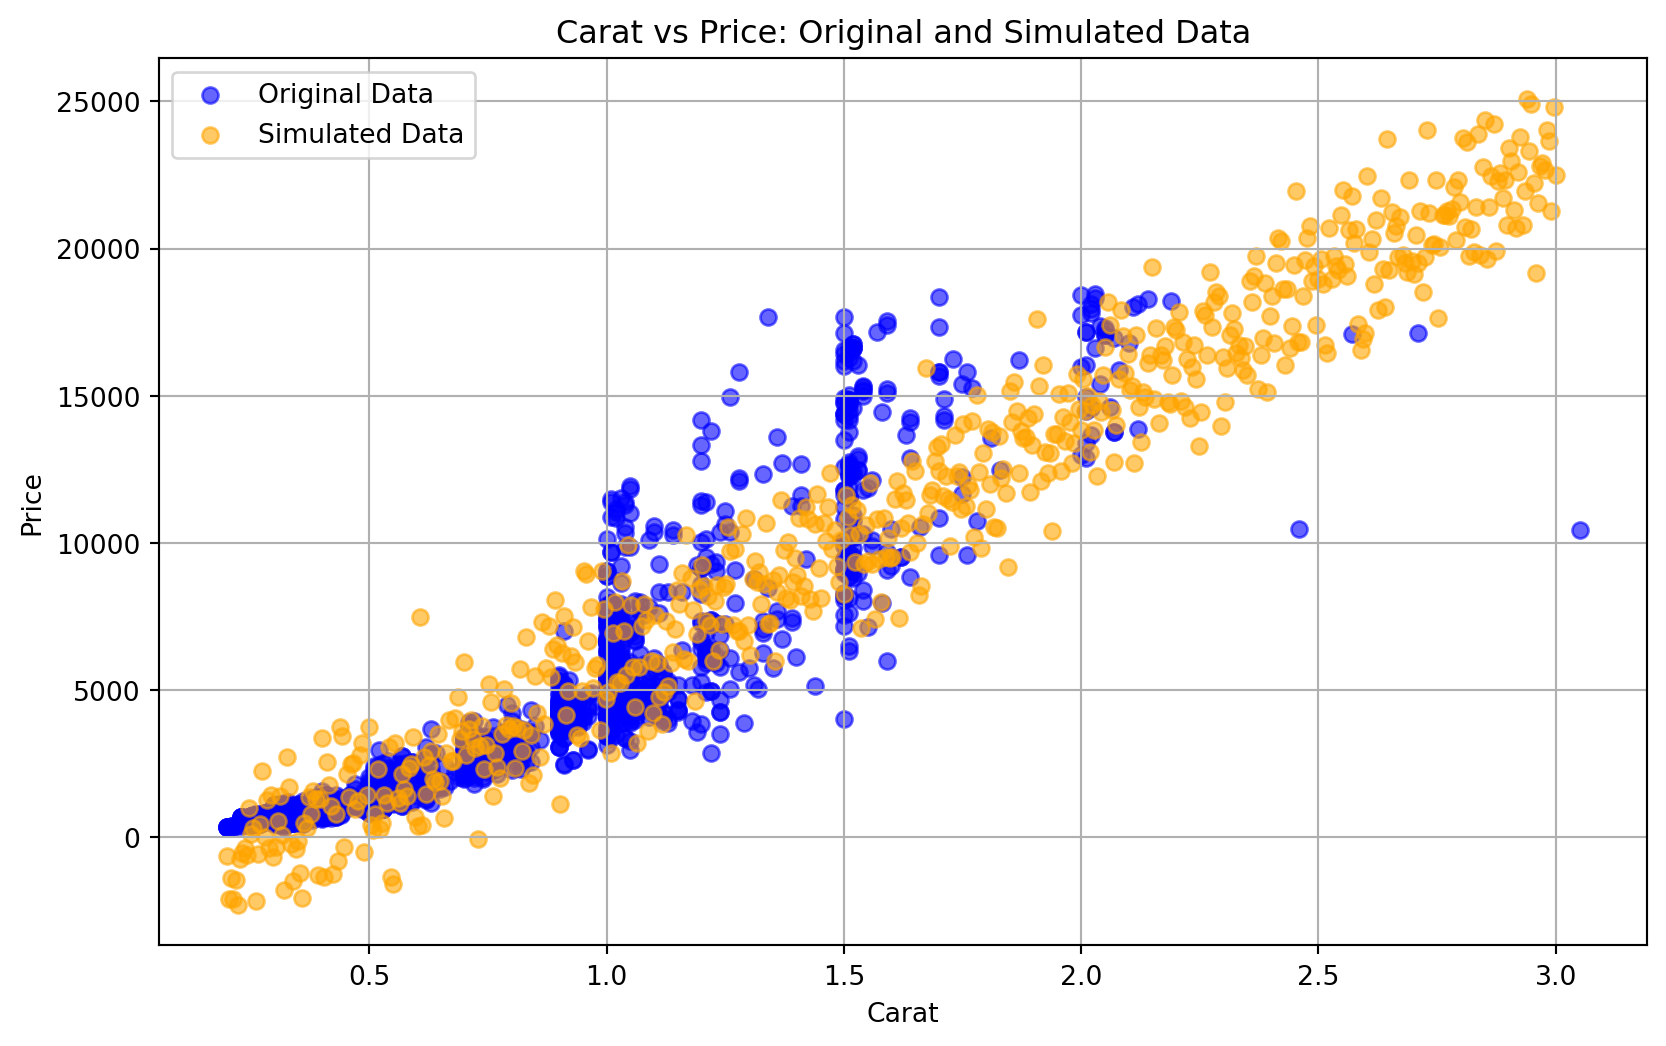 Carat vs Price: Original and Simulated Data
Original Data
Simulated Data
25000
20000
15000
10000
5000
0
Price
0.5 1.0 1.5 2.0 2.5 3.0
Carat